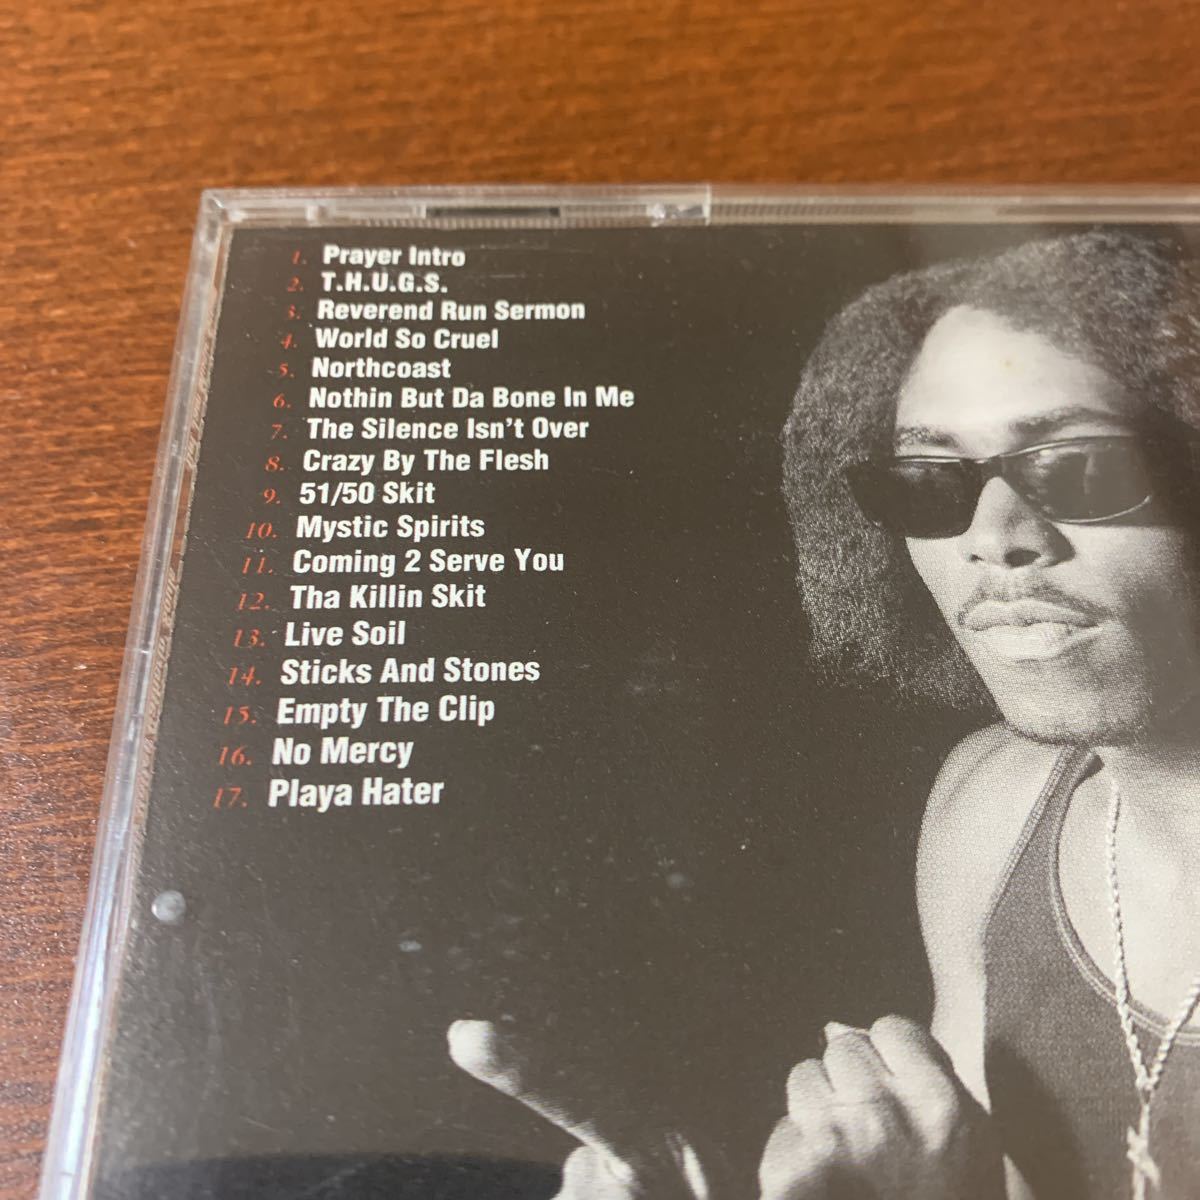 1. Prayer Intro
2. T.H.U.G.S.
3. Reverend Run Sermon
4. World So Cruel
5. Northcoast
6. Nothin But Da Bone In Me
7. The Silence Isn't Over
8. Crazy By The Flesh
9. 51/50 Skit
10. Mystic Spirits
11. Coming 2 Serve You
12. Tha Killin Skit
13. Live Soil
14. Sticks And Stones
15. Empty The Clip
16. No Mercy
17. Playa Hater